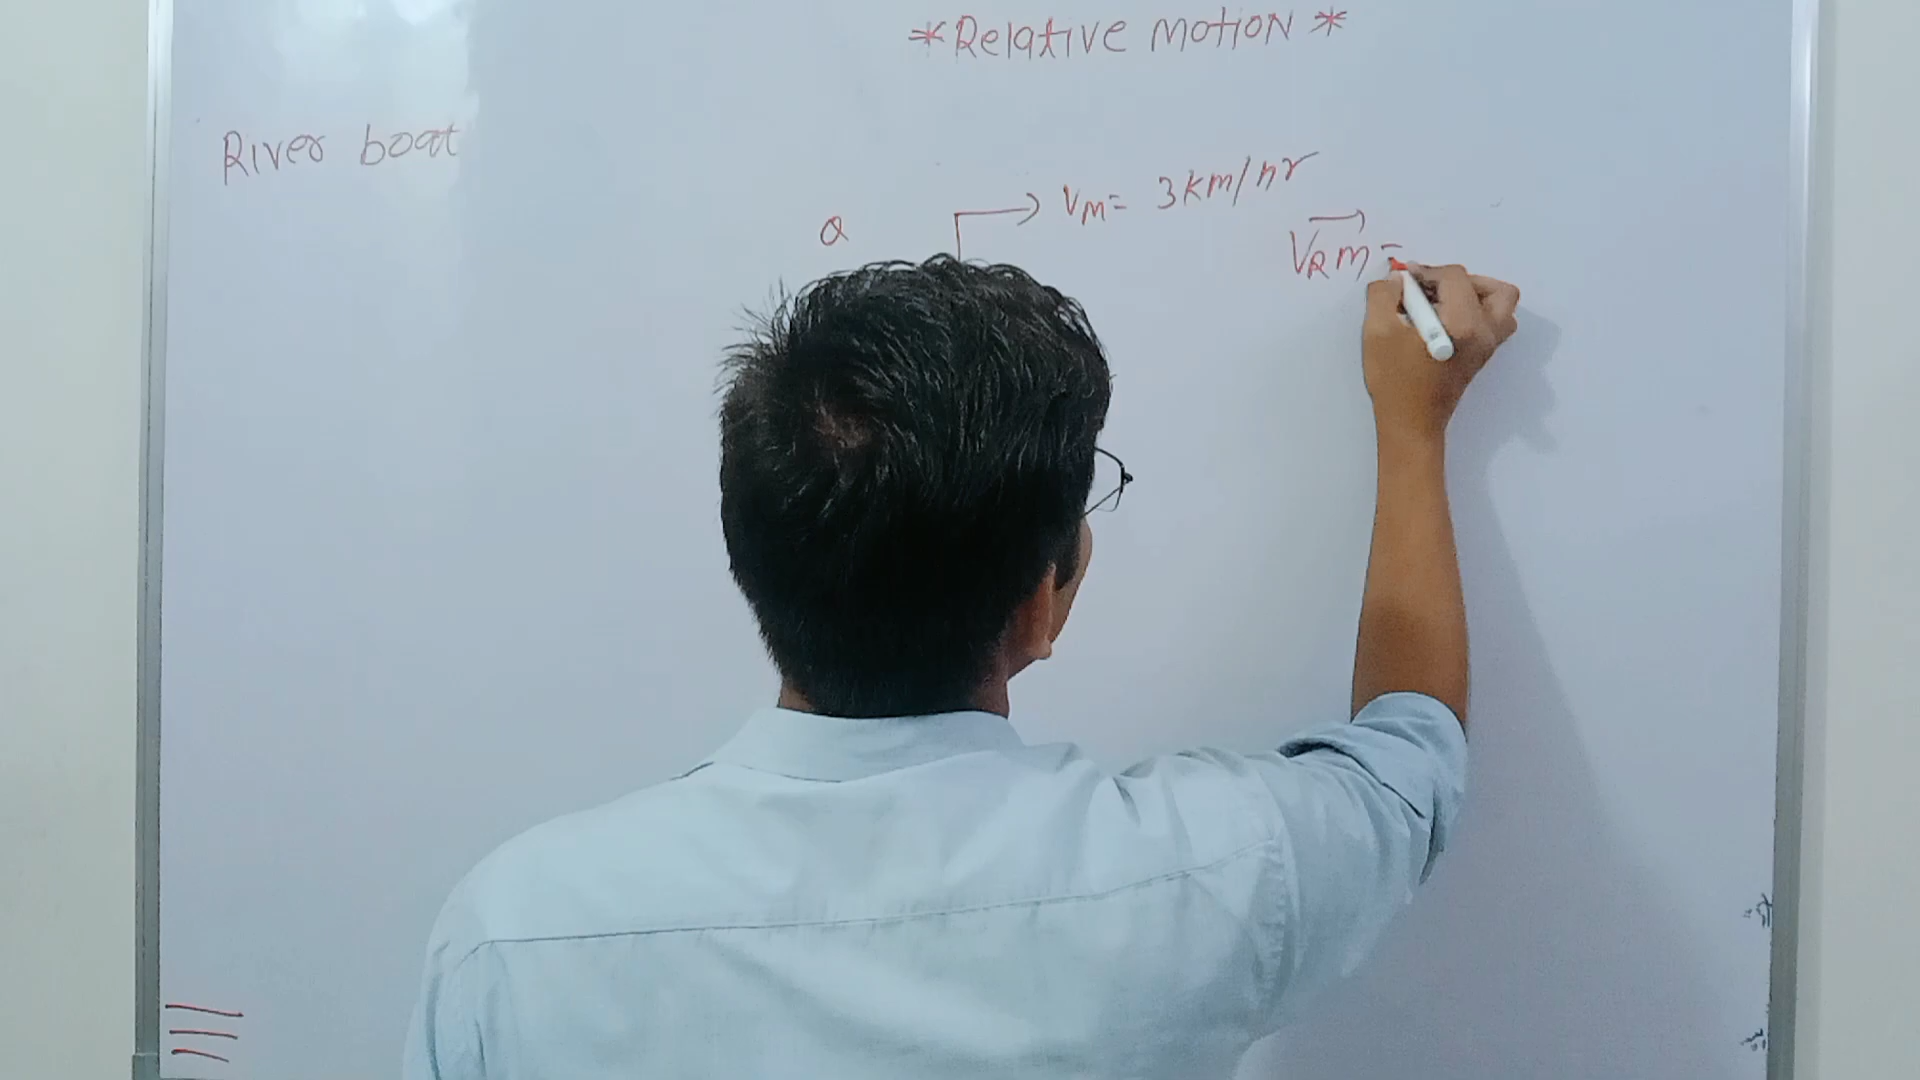 *Relative motion*
River boat
Q
VM = 3km/hr
VRm =